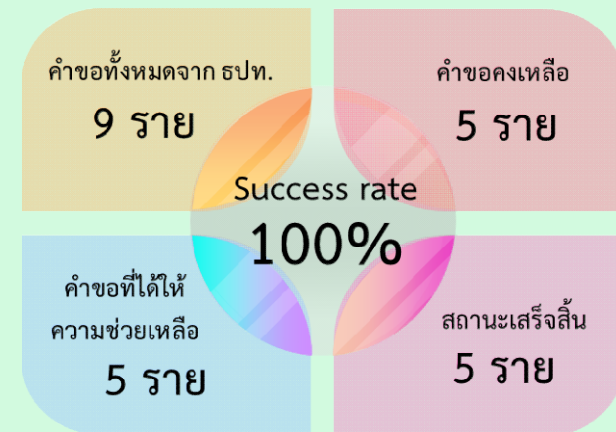 คำขอทั้งหมดจาก ธปท.
9 ราย
คำขอคงเหลือ
5 ราย
Success rate
100%
คำขอที่ได้ให้
ความช่วยเหลือ
5 ราย
สถานะเสร็จสิ้น
5 ราย